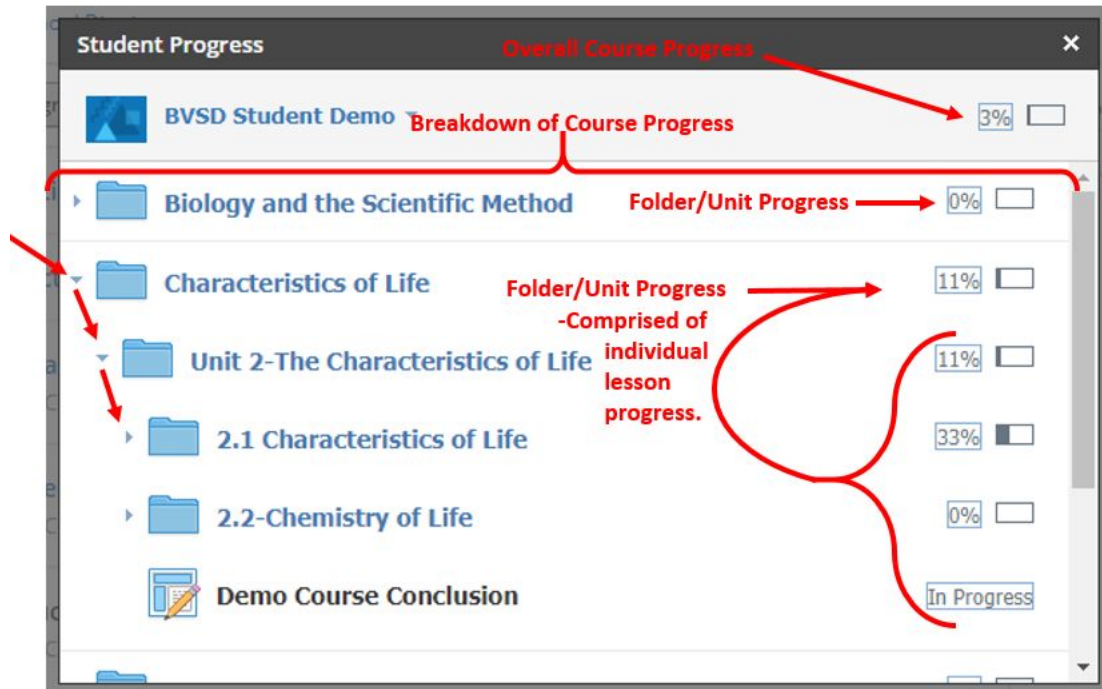 Student Progress
Overall Course Progress
×
BVSD Student Demo
3%
Breakdown of Course Progress
Biology and the Scientific Method
Folder/Unit Progress
0%
Characteristics of Life
Folder/Unit Progress
11%
-Comprised of
individual
lesson
progress.
Unit 2-The Characteristics of Life
11%
2.1 Characteristics of Life
33%
2.2-Chemistry of Life
0%
Demo Course Conclusion
In Progress